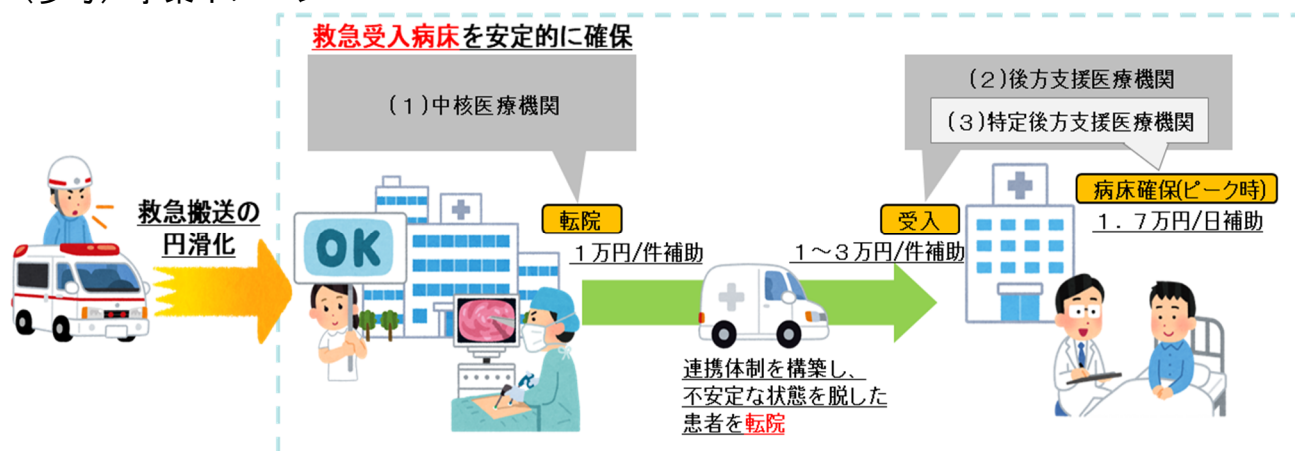 救急受入病床を安定的に確保
(1)中核医療機関
(2)後方支援医療機関
(3)特定後方支援医療機関
救急搬送の
円滑化
OK
転院
1万円/件補助
受入
1～3万円/件補助
病床確保(ピーク時)
1.7万円/日補助
連携体制を構築し、
不安定な状態を脱した
患者を転院